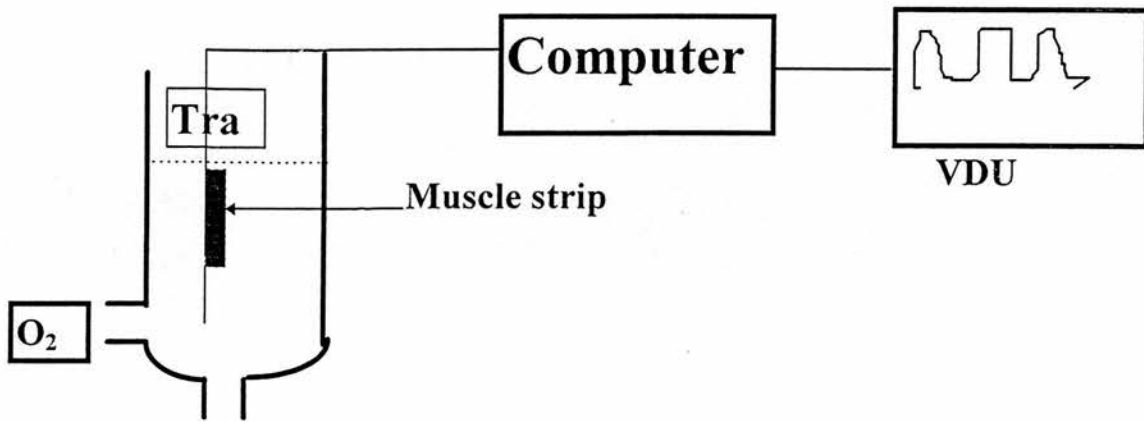 Computer
Tra
VDU
Muscle strip
O₂